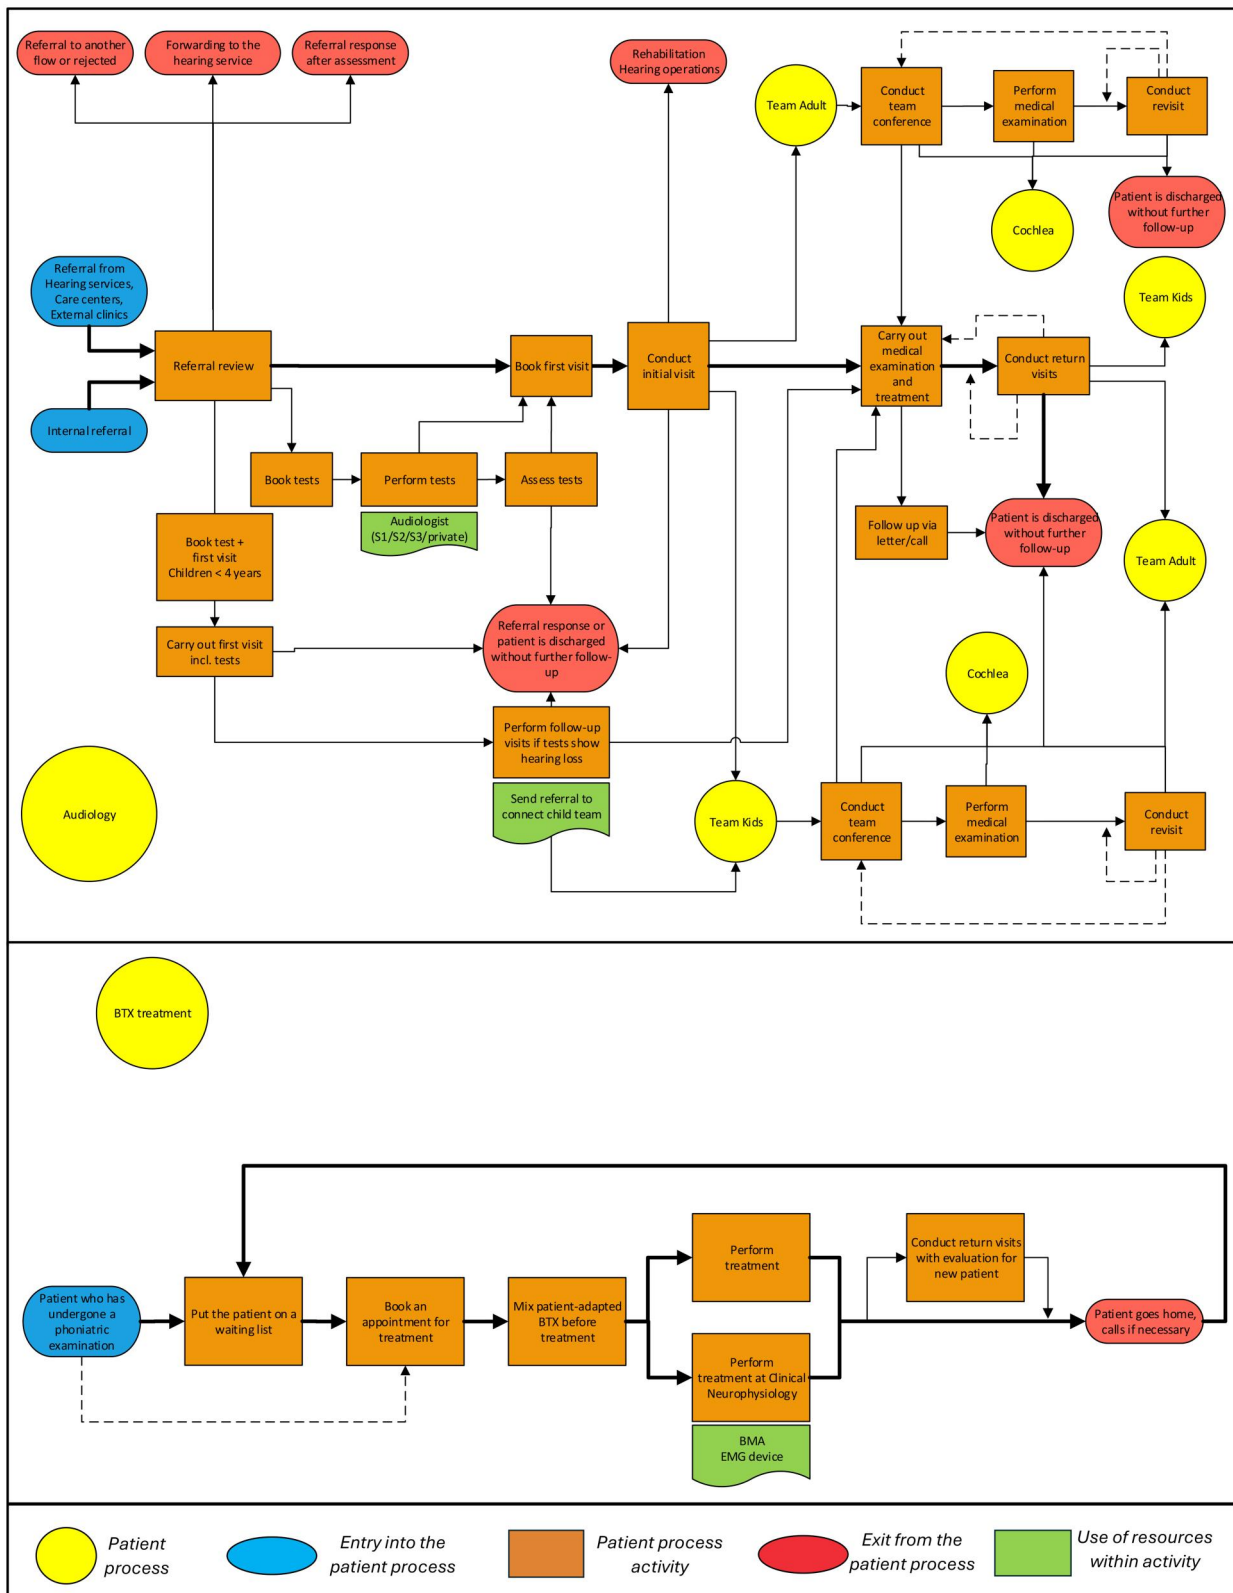 Referral to another
flow or rejected
Forwarding to the
hearing service
Referral response
after assessment
Rehabilitation
Hearing operations
Team Adult
Conduct
team
conference
Perform
medical
examination
Conduct
revisit
Cochlea
Patient is discharged
without further
follow-up
Referral from
Hearing services,
Care centers,
External clinics
Team Kids
Referral review
Book first visit
Conduct
initial visit
Carry out
medical
examination
and
treatment
Conduct return
visits
Internal referral
Book tests
Perform tests
Assess tests
Audiologist
(S1/S2/S3/private)
Follow up via
letter/call
Patient is discharged
without further
follow-up
Team Adult
Book test +
first visit
Children < 4 years
Carry out first visit
incl. tests
Referral response or
patient is discharged
without further follow-
up
Cochlea
Perform follow-up
visits if tests show
hearing loss
Audiology
Send referral to
connect child team
Team Kids
Conduct
team
conference
Perform
medical
examination
Conduct
revisit
BTX treatment
Patient who has
undergone a
phoniatric
examination
Put the patient on a
waiting list
Book an
appointment for
treatment
Mix patient-adapted
BTX before
treatment
Perform
treatment
Conduct return visits
with evaluation for
new patient
Patient goes home,
calls if necessary
Perform
treatment at Clinical
Neurophysiology
BMA
EMG device
Patient
process
Entry into the
patient process
Patient process
activity
Exit from the
patient process
Use of resources
within activity